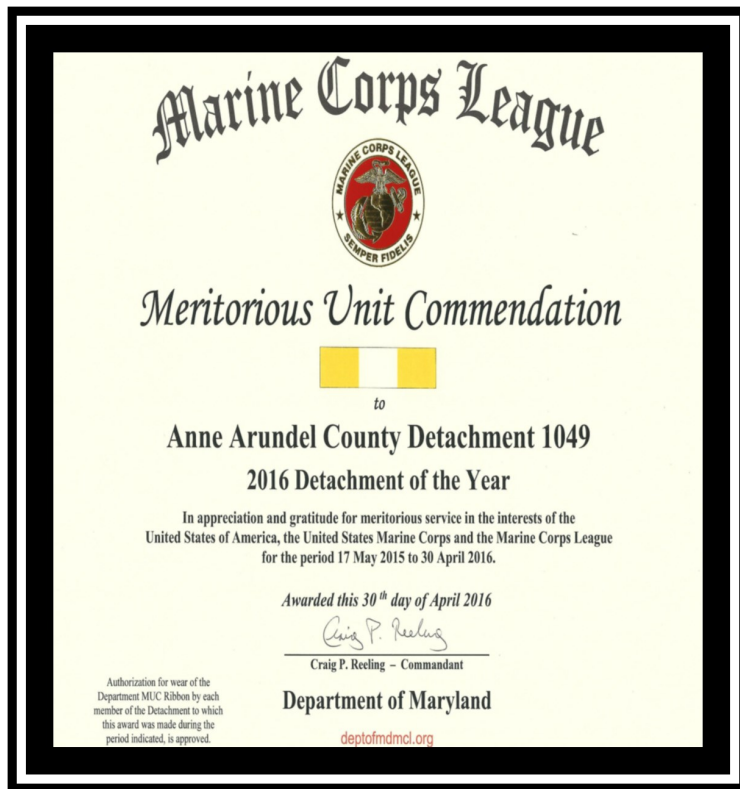 Marine Corps League
MARINE CORPS LEAGUE
SEMPER FIDELIS
Meritorious Unit Commendation
to
Anne Arundel County Detachment 1049
2016 Detachment of the Year
In appreciation and gratitude for meritorious service in the interests of the
United States of America, the United States Marine Corps and the Marine Corps League
for the period 17 May 2015 to 30 April 2016.
Awarded this 30th day of April 2016
Craig P. Reeling
Craig P. Reeling – Commandant
Authorization for wear of the
Department MUC Ribbon by each
member of the Detachment to which
this award was made during the
period indicated, is approved.
Department of Maryland
deptofmdmcl.org